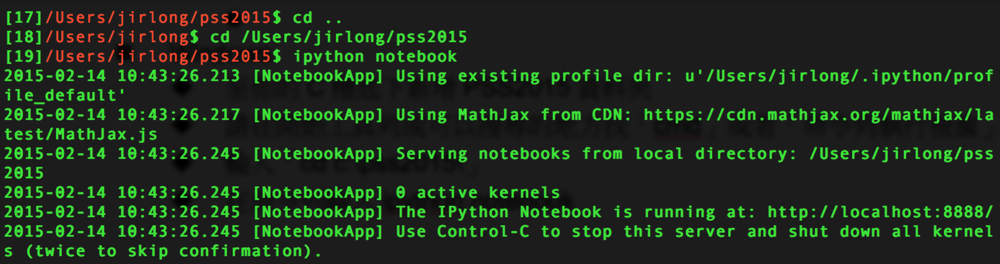 [17]/Users/jirlong/pss2015$ cd ..
[18]/Users/jirlong$ cd /Users/jirlong/pss2015
[19]/Users/jirlong/pss2015$ ipython notebook
2015-02-14 10:43:26.213 [NotebookApp] Using existing profile dir: u'/Users/jirlong/.ipython/prof
ile_default'
2015-02-14 10:43:26.217 [NotebookApp] Using MathJax from CDN: https://cdn.mathjax.org/mathjax/la
test/MathJax.js
2015-02-14 10:43:26.245 [NotebookApp] Serving notebooks from local directory: /Users/jirlong/pss
2015
2015-02-14 10:43:26.245 [NotebookApp] 0 active kernels
2015-02-14 10:43:26.245 [NotebookApp] The IPython Notebook is running at: http://localhost:8888/
2015-02-14 10:43:26.245 [NotebookApp] Use Control-C to stop this server and shut down all kernel
s (twice to skip confirmation).